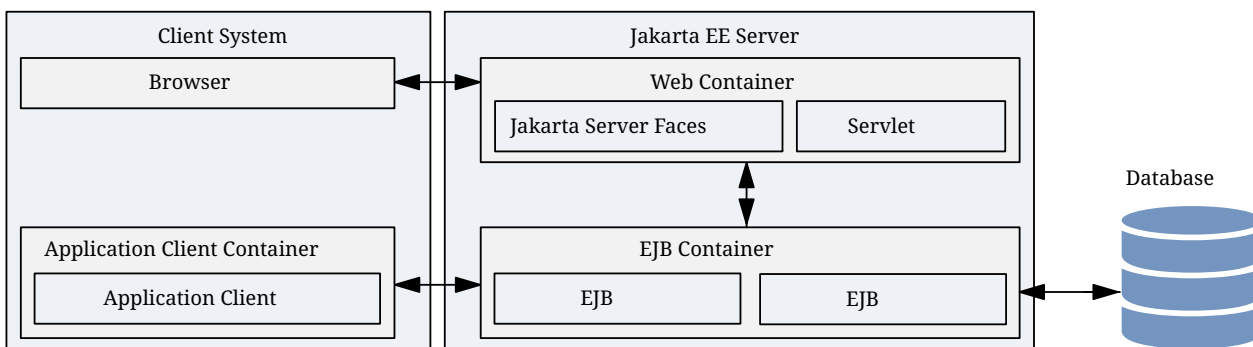 Client System
Browser
Application Client Container
Application Client
Jakarta EE Server
Web Container
Jakarta Server Faces
Servlet
EJB Container
EJB
EJB
Database